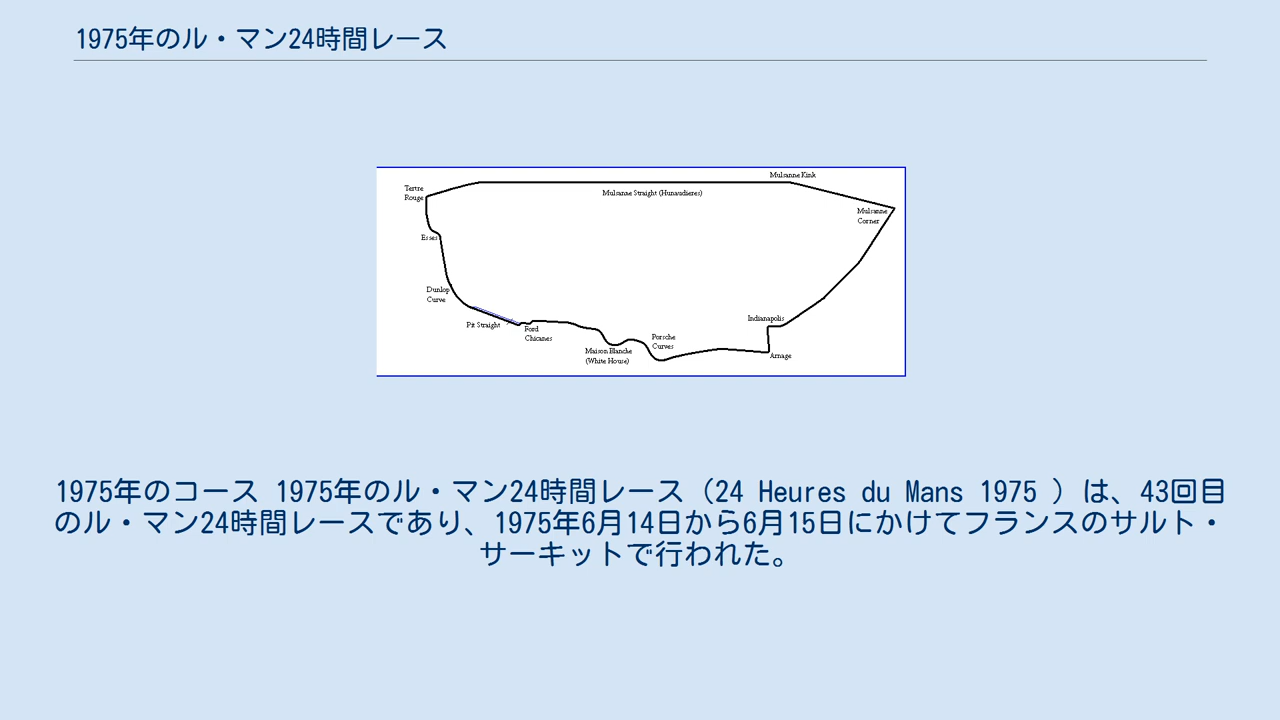 1975年のル・マン24時間レース
Mulsanne Kink
Tertre
Rouge
Mulsanne Straight (Hunaudieres)
Mulsanne
Corner
Esses
Dunlop
Curve
Indianapolis
Pit Straight
Ford
Chicanes
Porsche
Curves
Maison Blanche
(White House)
Arnage
1975年のコース 1975年のル・マン24時間レース（24 Heures du Mans 1975 ）は、43回目
のル・マン24時間レースであり、1975年6月14日から6月15日にかけてフランスのサルト・
サーキットで行われた。